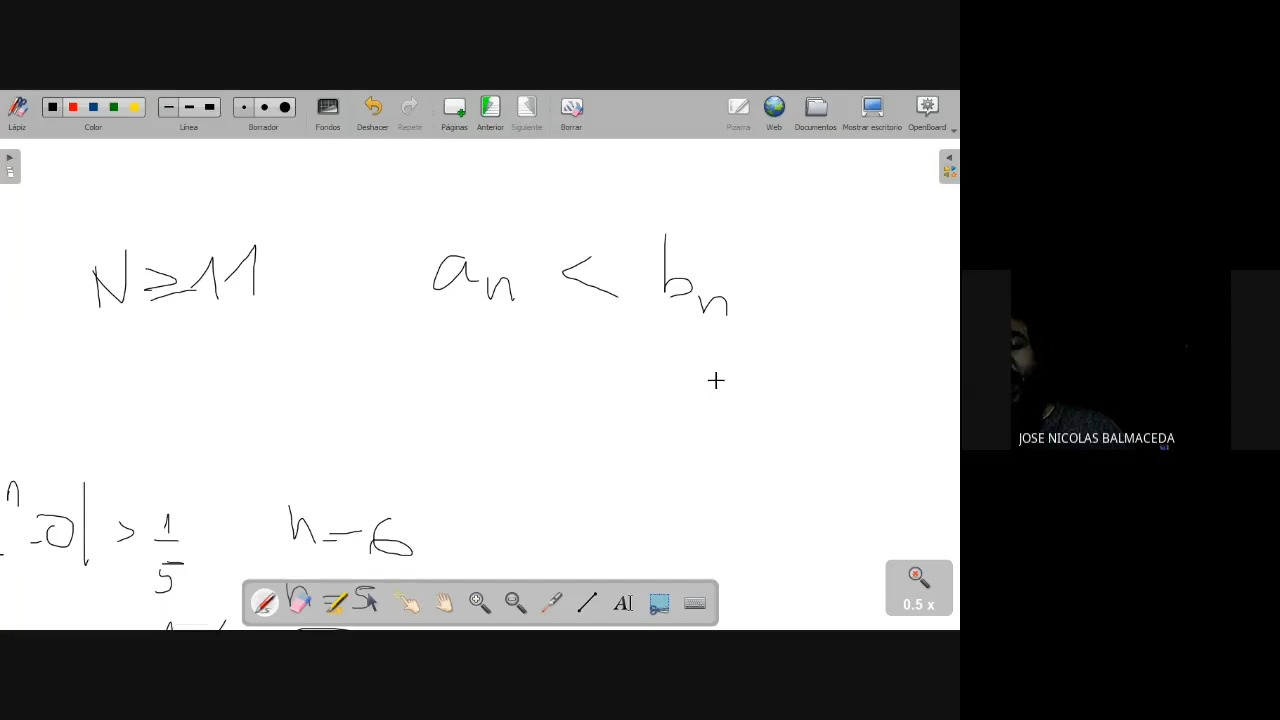 Lápiz Color Línea Borrador Fondos Deshacer Repetir Páginas Anterior Siguiente Borrar Pizarra Web Documentos Mostrar escritorio OpenBoard
N ≥ 11 a_n < b_n
n
-0| > 1/5 n = 6
0.5 x
JOSE NICOLAS BALMACEDA